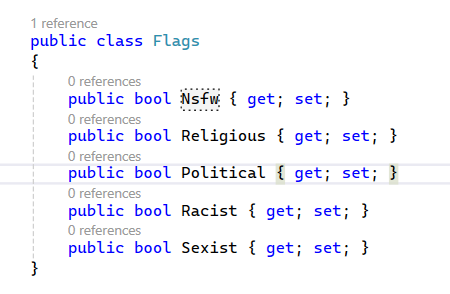 1 reference
public class Flags
{
0 references
public bool Nsfw { get; set; }
0 references
public bool Religious { get; set; }
0 references
public bool Political { get; set; }
0 references
public bool Racist { get; set; }
0 references
public bool Sexist { get; set; }
}